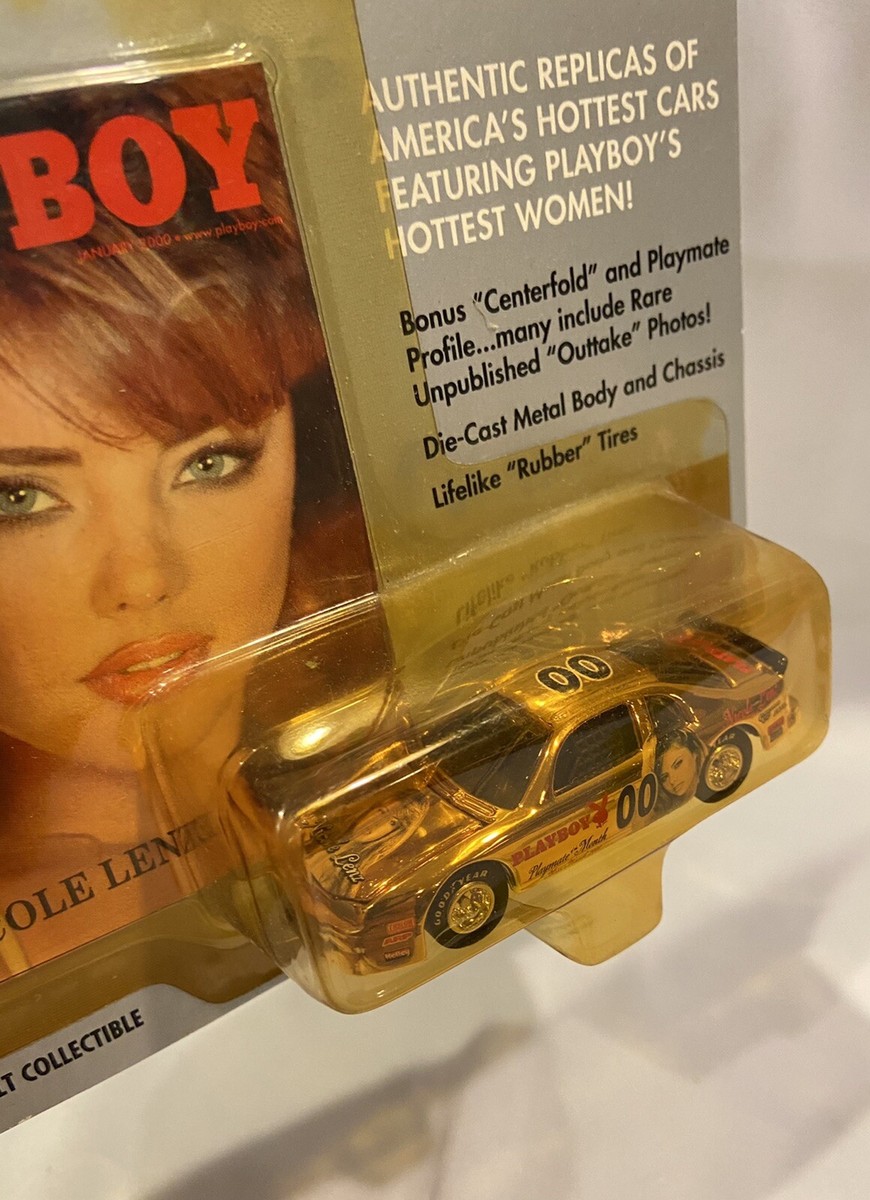 BOY
JANUARY 2000 • www.playboy.com
AUTHENTIC REPLICAS OF
AMERICA'S HOTTEST CARS
FEATURING PLAYBOY'S
HOTTEST WOMEN!
Bonus "Centerfold" and Playmate
Profile...many include Rare
Unpublished "Outtake" Photos!
Die-Cast Metal Body and Chassis
Lifelike "Rubber" Tires
00
PLAYBOY
00
Playmate of the Month
GOODYEAR
Lenz
OLE LENZ
LT COLLECTIBLE